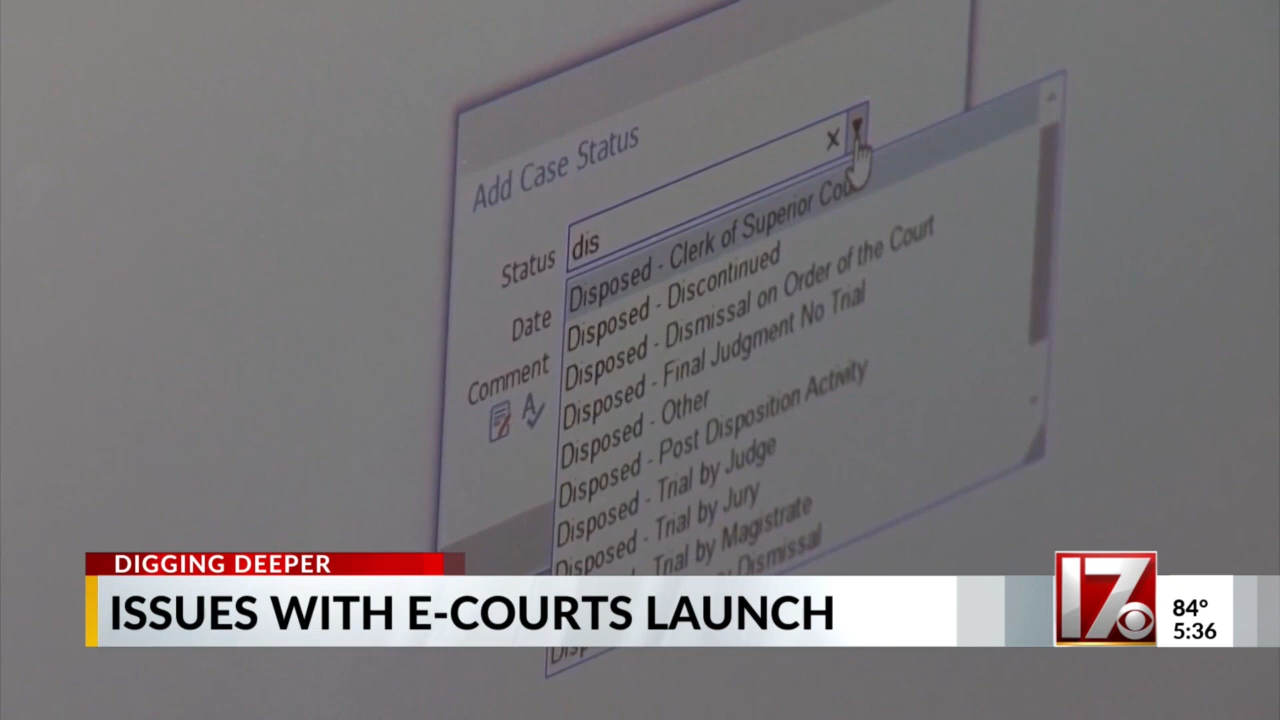 Add Case Status
Status
dis
Disposed - Clerk of Superior
Disposed - Discontinued
Date
Disposed - Dismissal on Order of the Court
Disposed - Final Judgment No Trial
Comment
Disposed - Other
Disposed - Post Disposition Activity
Disposed - Trial by Judge
Disposed - Trial by Jury
Trial by Magistrate
Dismissal
DIGGING DEEPER
ISSUES WITH E-COURTS LAUNCH
17
84°
5:36